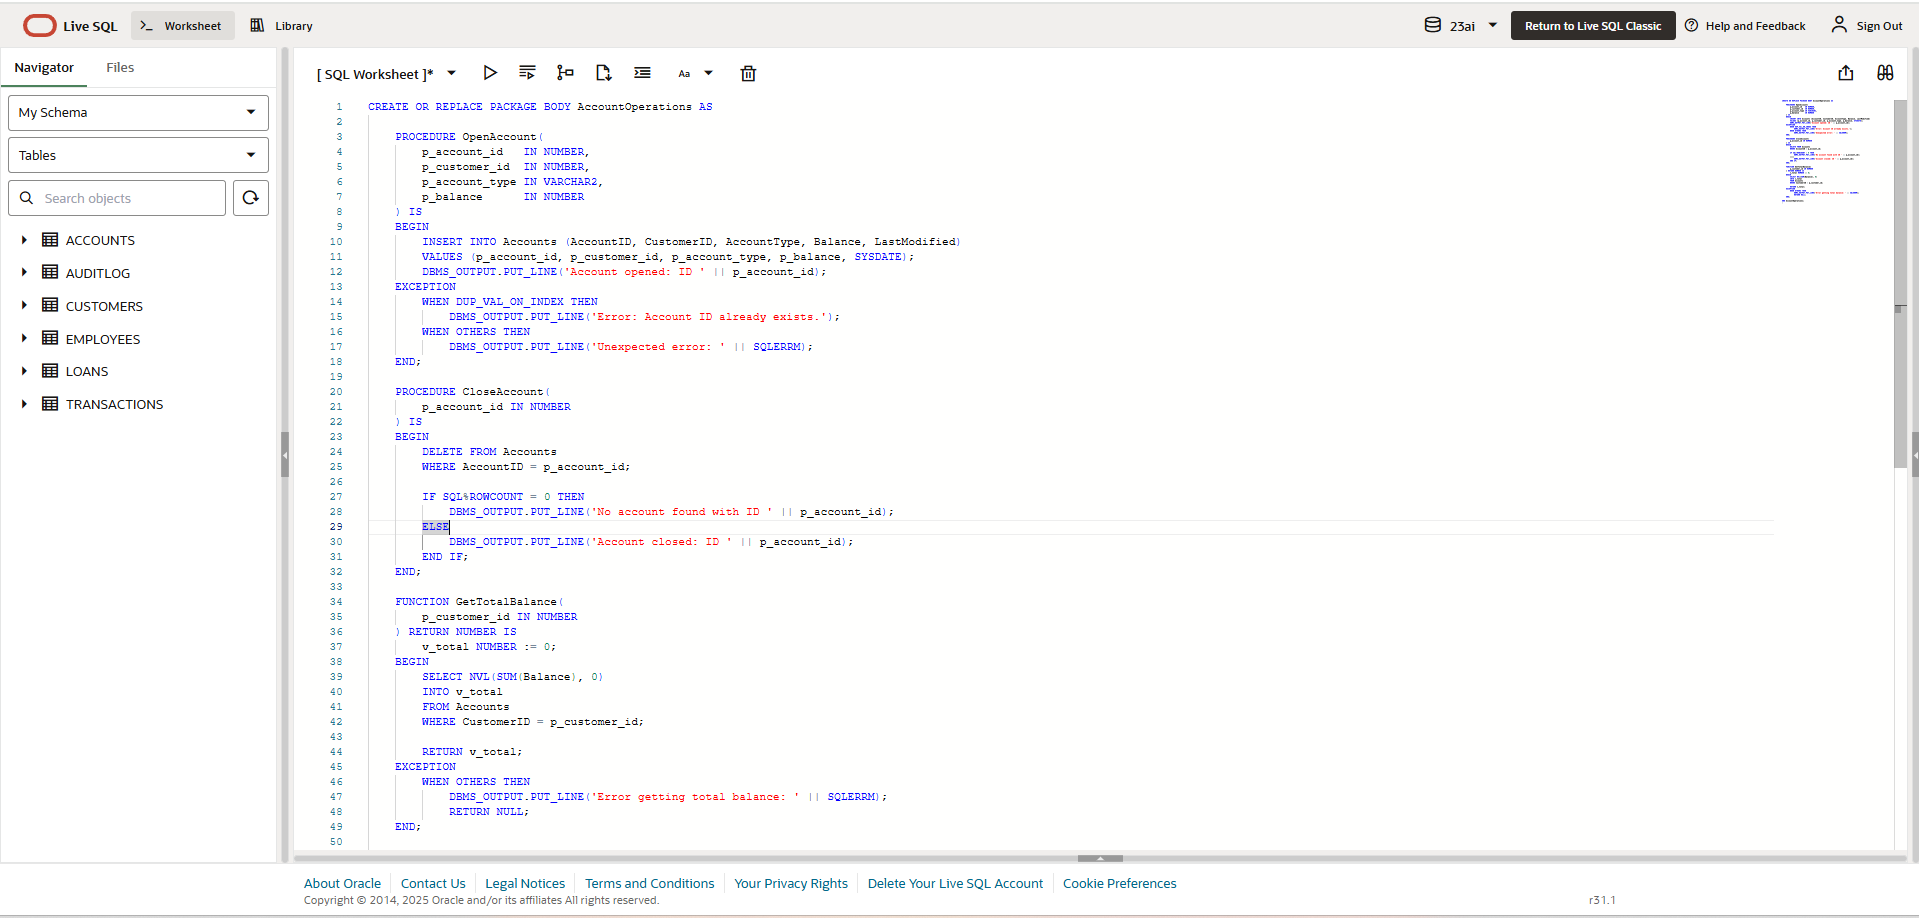 Live SQL
Worksheet
Library
23ai
Return to Live SQL Classic
Help and Feedback
Sign Out
Navigator
Files
My Schema
Tables
Search objects
ACCOUNTS
AUDITLOG
CUSTOMERS
EMPLOYEES
LOANS
TRANSACTIONS
[ SQL Worksheet ]*
Aa
1 CREATE OR REPLACE PACKAGE BODY AccountOperations AS
2
3     PROCEDURE OpenAccount(
4         p_account_id   IN NUMBER,
5         p_customer_id  IN NUMBER,
6         p_account_type IN VARCHAR2,
7         p_balance      IN NUMBER
8     ) IS
9     BEGIN
10         INSERT INTO Accounts (AccountID, CustomerID, AccountType, Balance, LastModified)
11         VALUES (p_account_id, p_customer_id, p_account_type, p_balance, SYSDATE);
12         DBMS_OUTPUT.PUT_LINE('Account opened: ID ' || p_account_id);
13     EXCEPTION
14         WHEN DUP_VAL_ON_INDEX THEN
15             DBMS_OUTPUT.PUT_LINE('Error: Account ID already exists.');
16         WHEN OTHERS THEN
17             DBMS_OUTPUT.PUT_LINE('Unexpected error: ' || SQLERRM);
18     END;
19
20     PROCEDURE CloseAccount(
21         p_account_id IN NUMBER
22     ) IS
23     BEGIN
24         DELETE FROM Accounts
25         WHERE AccountID = p_account_id;
26
27         IF SQL%ROWCOUNT = 0 THEN
28             DBMS_OUTPUT.PUT_LINE('No account found with ID ' || p_account_id);
29         ELSE
30             DBMS_OUTPUT.PUT_LINE('Account closed: ID ' || p_account_id);
31         END IF;
32     END;
33
34     FUNCTION GetTotalBalance(
35         p_customer_id IN NUMBER
36     ) RETURN NUMBER IS
37         v_total NUMBER := 0;
38     BEGIN
39         SELECT NVL(SUM(Balance), 0)
40         INTO v_total
41         FROM Accounts
42         WHERE CustomerID = p_customer_id;
43
44         RETURN v_total;
45     EXCEPTION
46         WHEN OTHERS THEN
47             DBMS_OUTPUT.PUT_LINE('Error getting total balance: ' || SQLERRM);
48             RETURN NULL;
49     END;
50
About Oracle
Contact Us
Legal Notices
Terms and Conditions
Your Privacy Rights
Delete Your Live SQL Account
Cookie Preferences
Copyright © 2014, 2025 Oracle and/or its affiliates All rights reserved.
r31.1